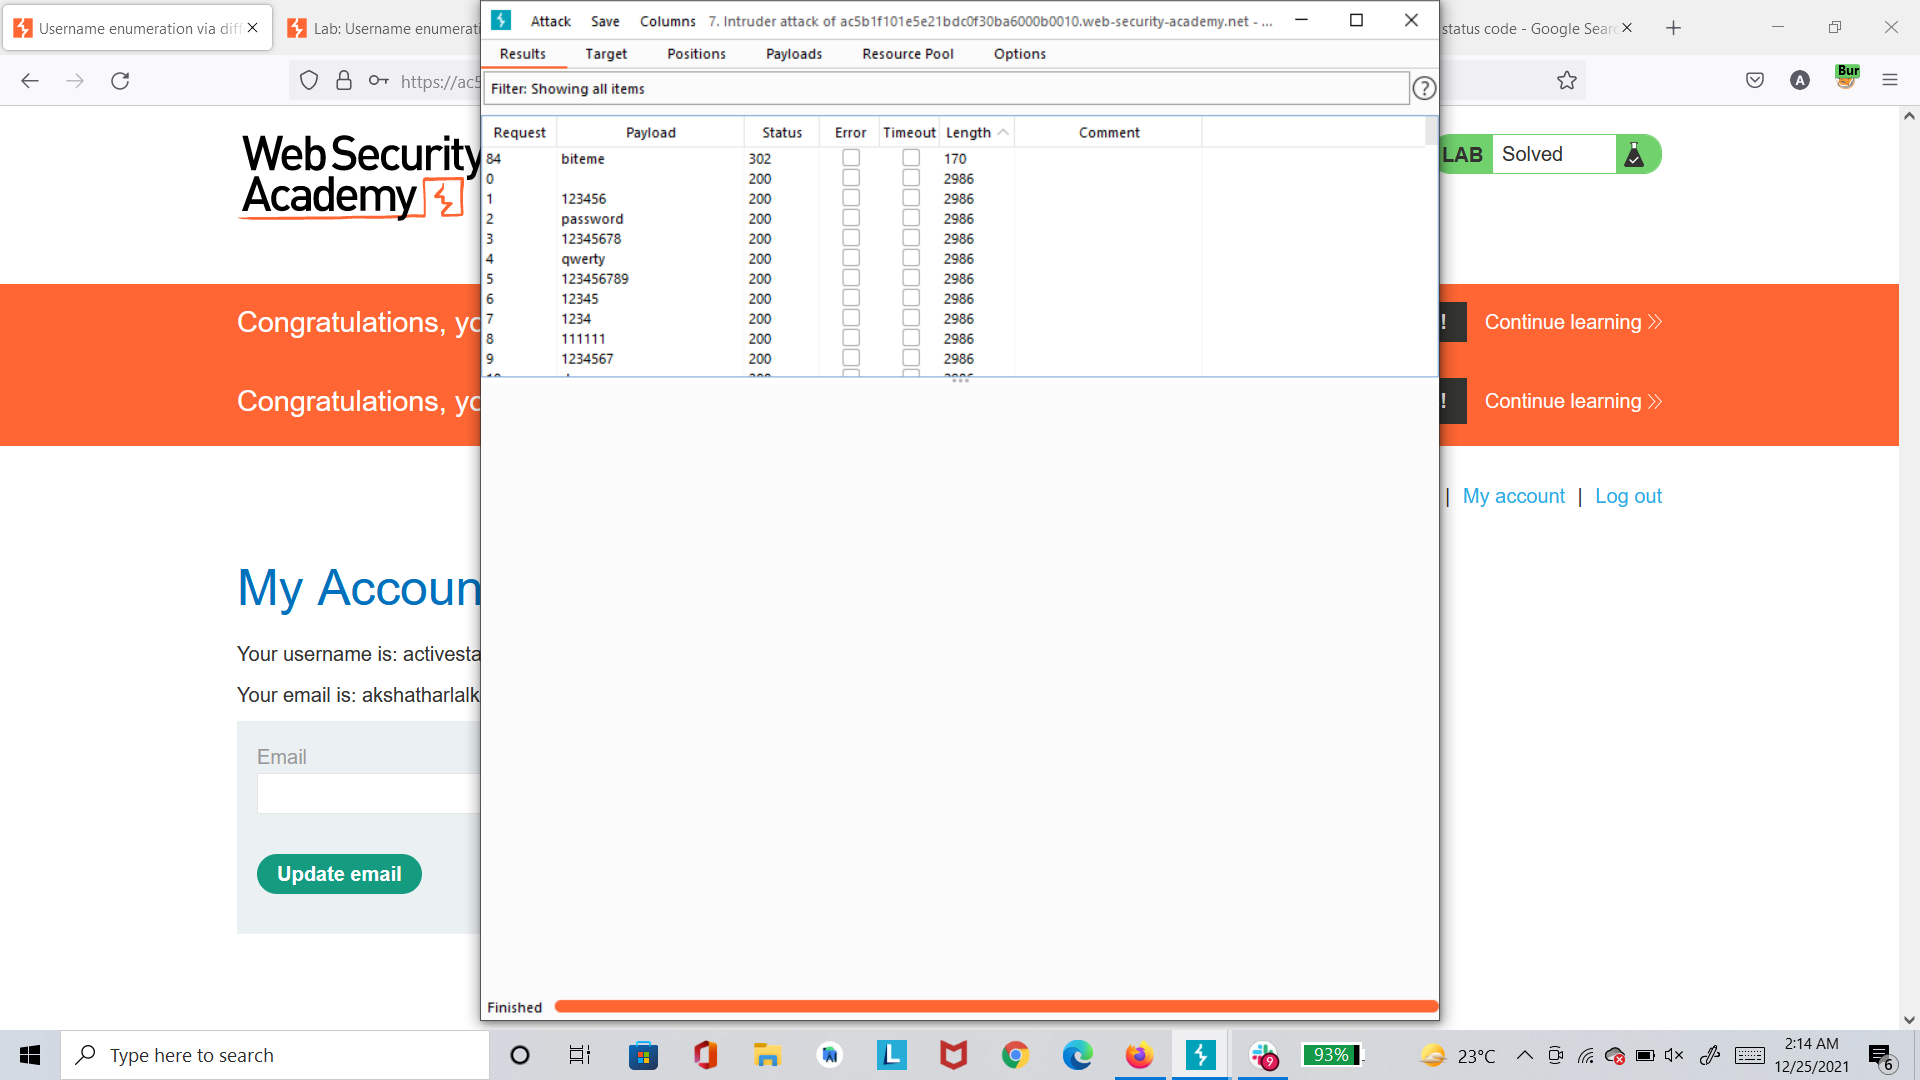 Username enumeration via diff
Lab: Username enumerati
Attack Save Columns 7. Intruder attack of ac5b1f101e5e21bdc0f30ba6000b0010.web-security-academy.net - ...
status code - Google Searc
Results Target Positions Payloads Resource Pool Options
https://ac5
A
Bur
Filter: Showing all items
?
Request Payload Status Error Timeout Length Comment
84 biteme 302 170
0 200 2986
1 123456 200 2986
2 password 200 2986
3 12345678 200 2986
4 qwerty 200 2986
5 123456789 200 2986
6 12345 200 2986
7 1234 200 2986
8 111111 200 2986
9 1234567 200 2986
Web Security
Academy
LAB Solved
Congratulations, yo
! Continue learning
Congratulations, yo
! Continue learning
| My account | Log out
My Accoun
Your username is: activesta
Your email is: akshatharlalk
Email
Update email
Finished
Type here to search
L
9
93%
23°C
2:14 AM
12/25/2021
6